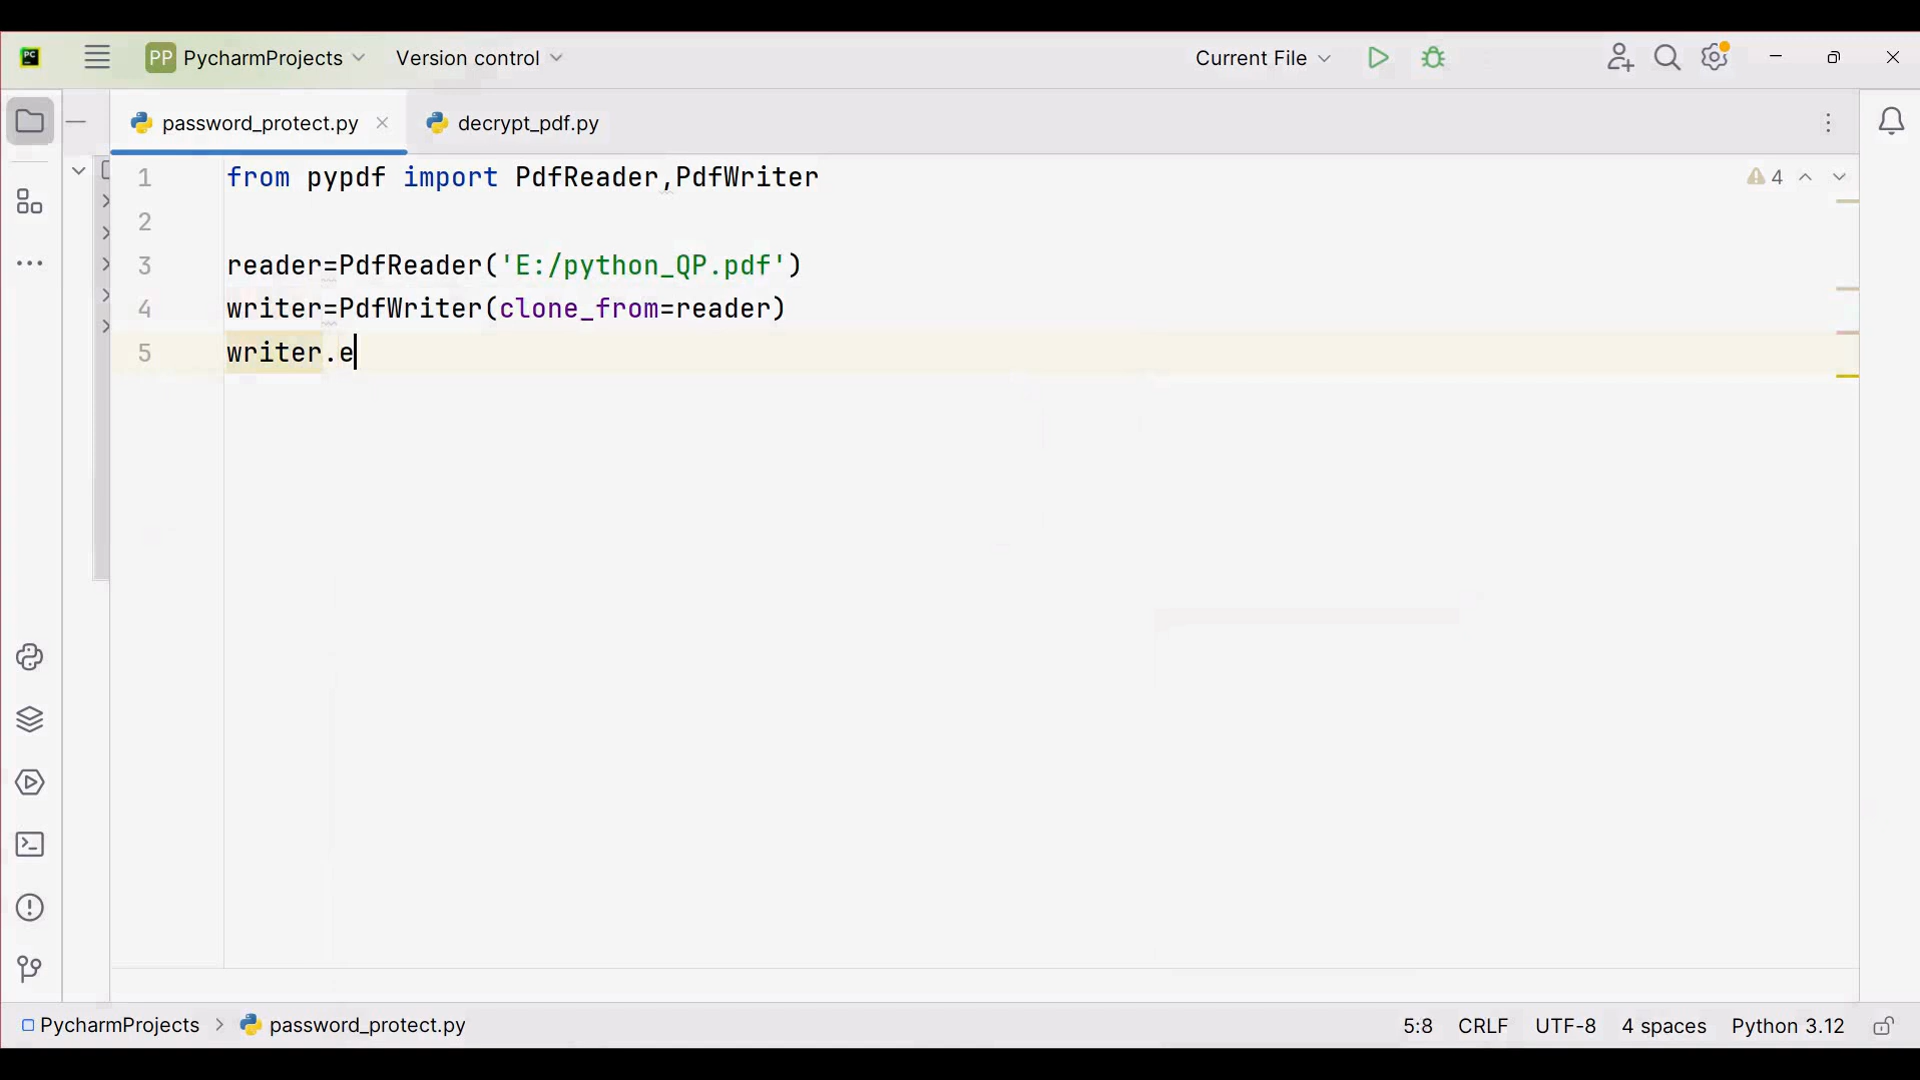 PC
PP PycharmProjects Version control Current File
password_protect.py decrypt_pdf.py
1 from pypdf import PdfReader,PdfWriter 4
2
3 reader=PdfReader('E:/python_QP.pdf')
4 writer=PdfWriter(clone_from=reader)
5 writer.e
PycharmProjects > password_protect.py 5:8 CRLF UTF-8 4 spaces Python 3.12